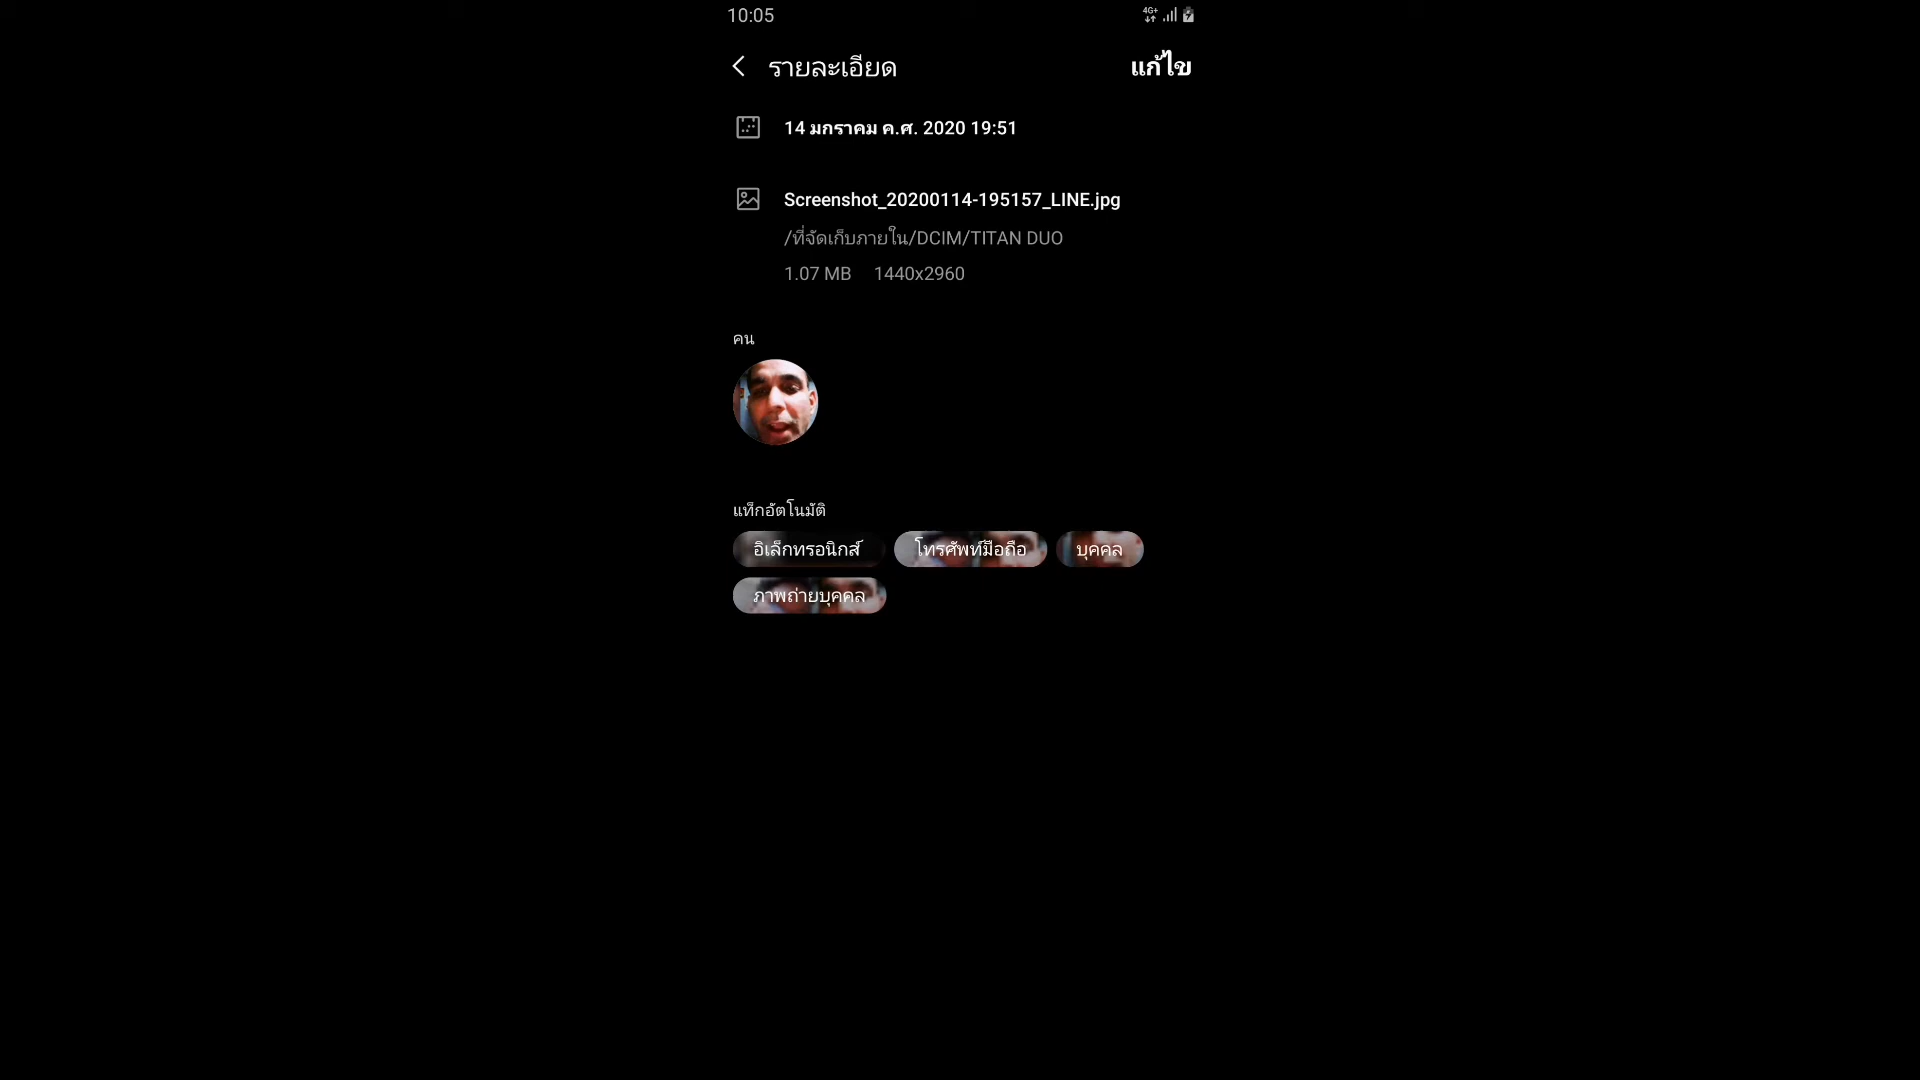 10:05 4G+
รายละเอียด แก้ไข
14 มกราคม ค.ศ. 2020 19:51
Screenshot_20200114-195157_LINE.jpg
/ที่จัดเก็บภายใน/DCIM/TITAN DUO
1.07 MB 1440x2960
คน
แท็กอัตโนมัติ
อิเล็กทรอนิกส์ โทรศัพท์มือถือ บุคคล
ภาพถ่ายบุคคล